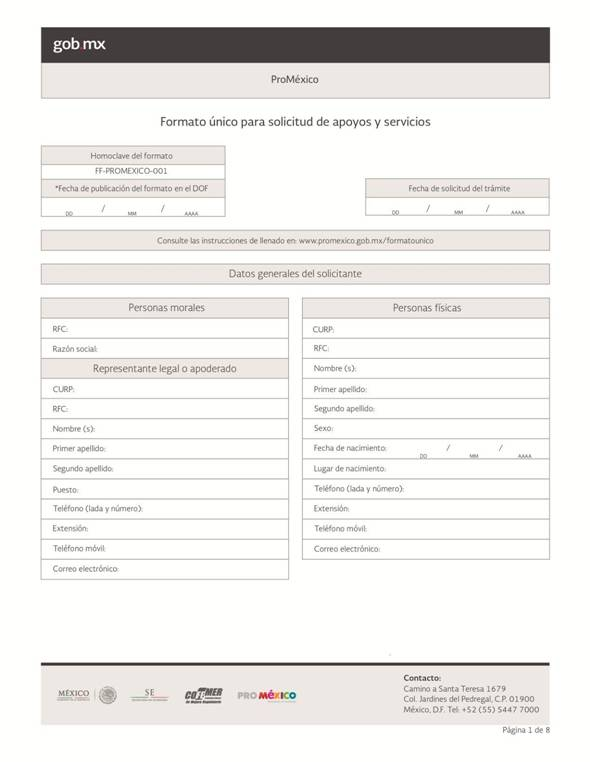 gob.mx
ProMéxico
Formato único para solicitud de apoyos y servicios
Homoclave del formato
FF-PROMEXICO-001
*Fecha de publicación del formato en el DOF
DD / MM / AAAA
Fecha de solicitud del trámite
DD / MM / AAAA
Consulte las instrucciones de llenado en: www.promexico.gob.mx/formatounico
Datos generales del solicitante
Personas morales
RFC:
Razón social:
Representante legal o apoderado
CURP:
RFC:
Nombre (s):
Primer apellido:
Segundo apellido:
Puesto:
Teléfono (lada y número):
Extensión:
Teléfono móvil:
Correo electrónico:
Personas físicas
CURP:
RFC:
Nombre (s):
Primer apellido:
Segundo apellido:
Sexo:
Fecha de nacimiento: DD / MM / AAAA
Lugar de nacimiento:
Teléfono (lada y número):
Extensión:
Teléfono móvil:
Correo electrónico:
MÉXICO
SE
COFEMER
PROMÉXICO
Contacto:
Camino a Santa Teresa 1679
Col. Jardines del Pedregal, C.P. 01900
México, D.F. Tel: +52 (55) 5447 7000
Página 1 de 8